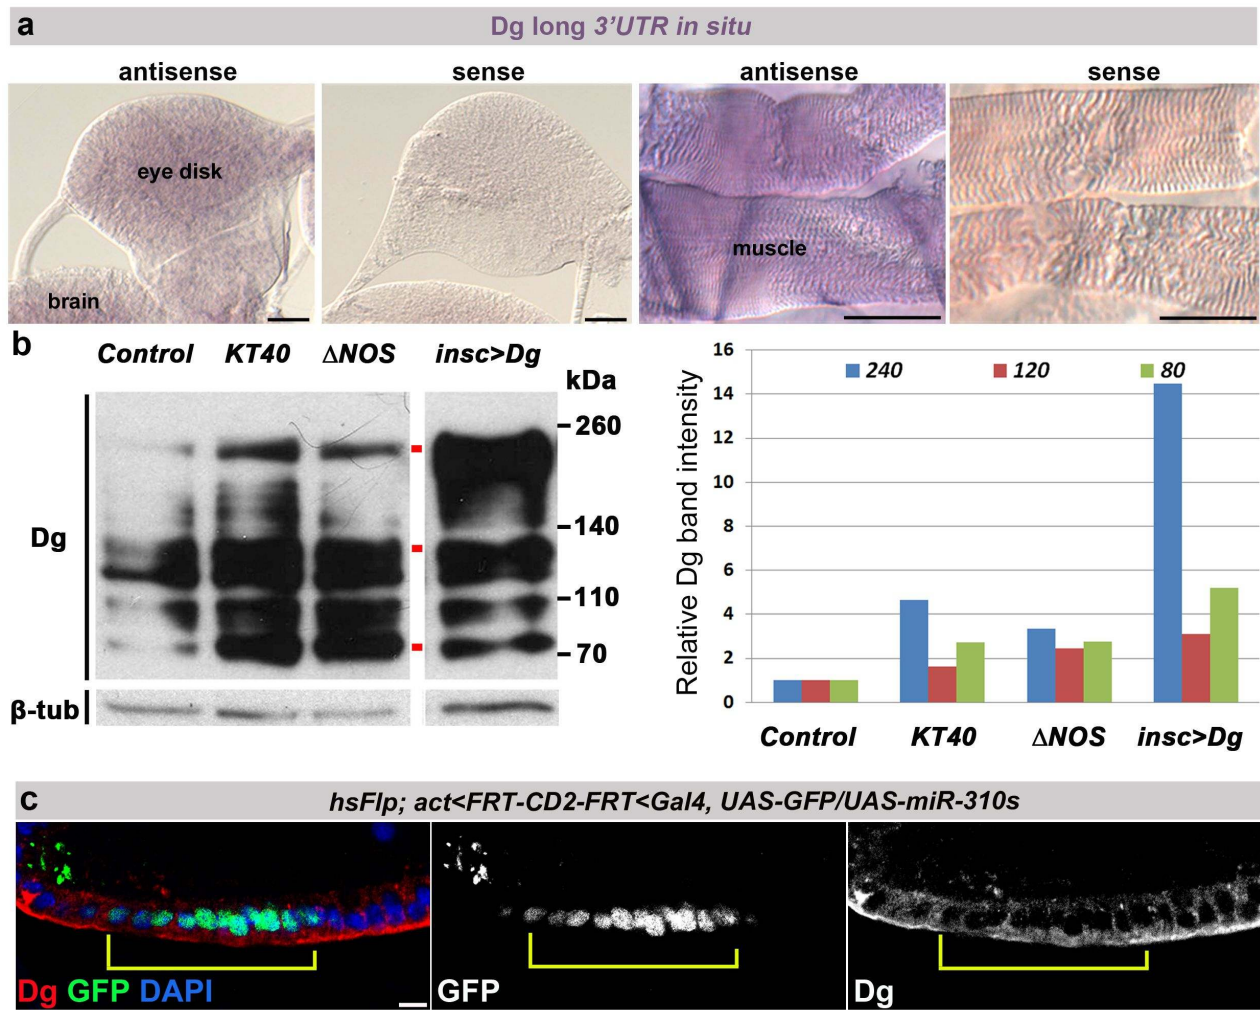 a
Dg long 3’UTR in situ
antisense
sense
antisense
sense
eye disk
brain
muscle
b
Control KT40 ΔNOS insc>Dg
kDa
260
140
110
70
Dg
β-tub
Relative Dg band intensity
16
14
12
10
8
6
4
2
0
240
120
80
Control KT40 ΔNOS insc>Dg
c
hsFlp; act<FRT-CD2-FRT<Gal4, UAS-GFP/UAS-miR-310s
Dg GFP DAPI
GFP
Dg